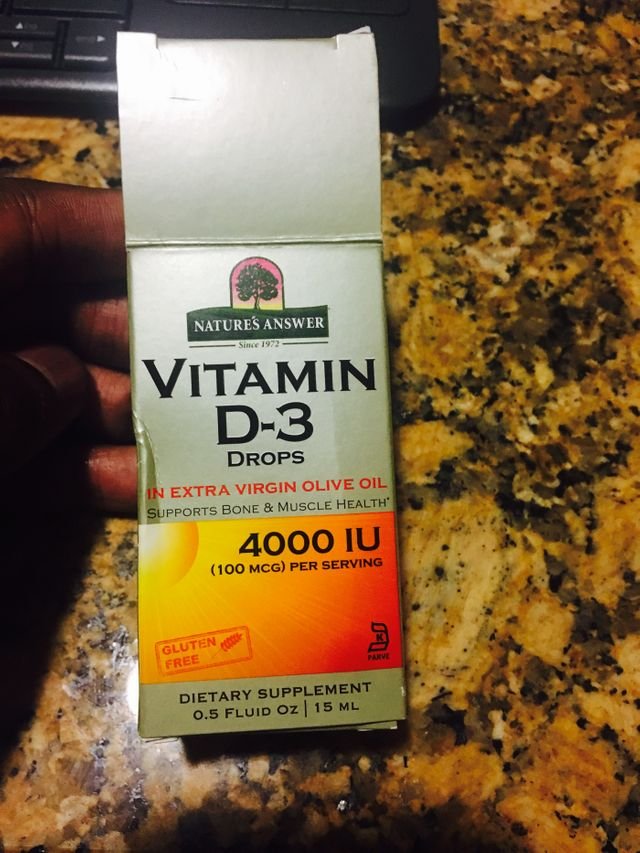 NATURE'S ANSWER
Since 1972
VITAMIN
D-3
DROPS
IN EXTRA VIRGIN OLIVE OIL
SUPPORTS BONE & MUSCLE HEALTH*
4000 IU
(100 MCG) PER SERVING
GLUTEN
FREE
K
PARVE
DIETARY SUPPLEMENT
0.5 FLUID OZ | 15 ML